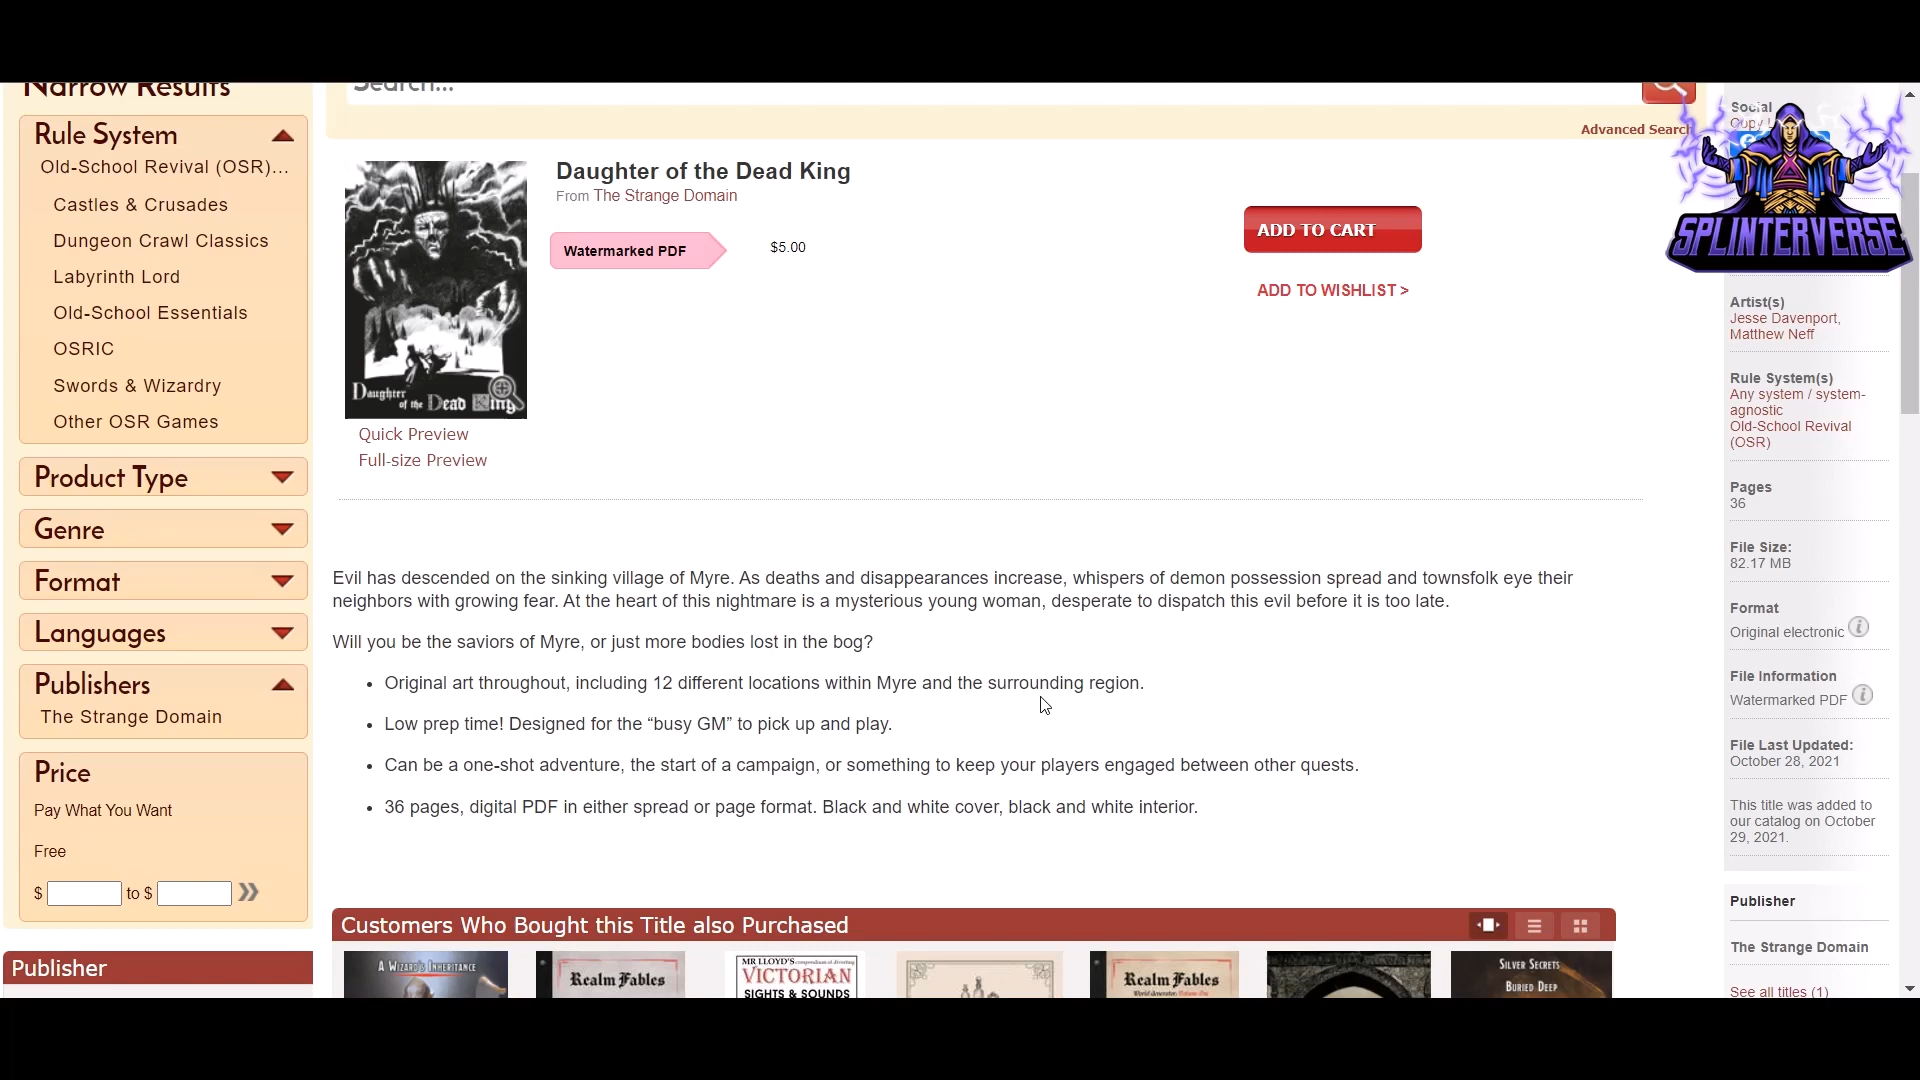 Narrow Results
Rule System
Old-School Revival (OSR)...
Castles & Crusades
Dungeon Crawl Classics
Labyrinth Lord
Old-School Essentials
OSRIC
Swords & Wizardry
Other OSR Games
Product Type
Genre
Format
Languages
Publishers
The Strange Domain
Price
Pay What You Want
Free
$ to $
Publisher
Search...
Advanced Search
Daughter of the Dead King
From The Strange Domain
Watermarked PDF
$5.00
ADD TO CART
ADD TO WISHLIST >
Daughter
of the Dead King
Quick Preview
Full-size Preview
Evil has descended on the sinking village of Myre. As deaths and disappearances increase, whispers of demon possession spread and townsfolk eye their
neighbors with growing fear. At the heart of this nightmare is a mysterious young woman, desperate to dispatch this evil before it is too late.
Will you be the saviors of Myre, or just more bodies lost in the bog?
• Original art throughout, including 12 different locations within Myre and the surrounding region.
• Low prep time! Designed for the “busy GM” to pick up and play.
• Can be a one-shot adventure, the start of a campaign, or something to keep your players engaged between other quests.
• 36 pages, digital PDF in either spread or page format. Black and white cover, black and white interior.
Customers Who Bought this Title also Purchased
A WIZARD'S INHERITANCE
Realm Fables
MR LLOYD'S
VICTORIAN
SIGHTS & SOUNDS
Realm Fables
SILVER SECRETS
BURIED DEEP
Social
Copy
SPLINTERVERSE
Artist(s)
Jesse Davenport,
Matthew Neff
Rule System(s)
Any system / system-
agnostic
Old-School Revival
(OSR)
Pages
36
File Size:
82.17 MB
Format
Original electronic
File Information
Watermarked PDF
File Last Updated:
October 28, 2021
This title was added to
our catalog on October
29, 2021.
Publisher
The Strange Domain
See all titles (1)